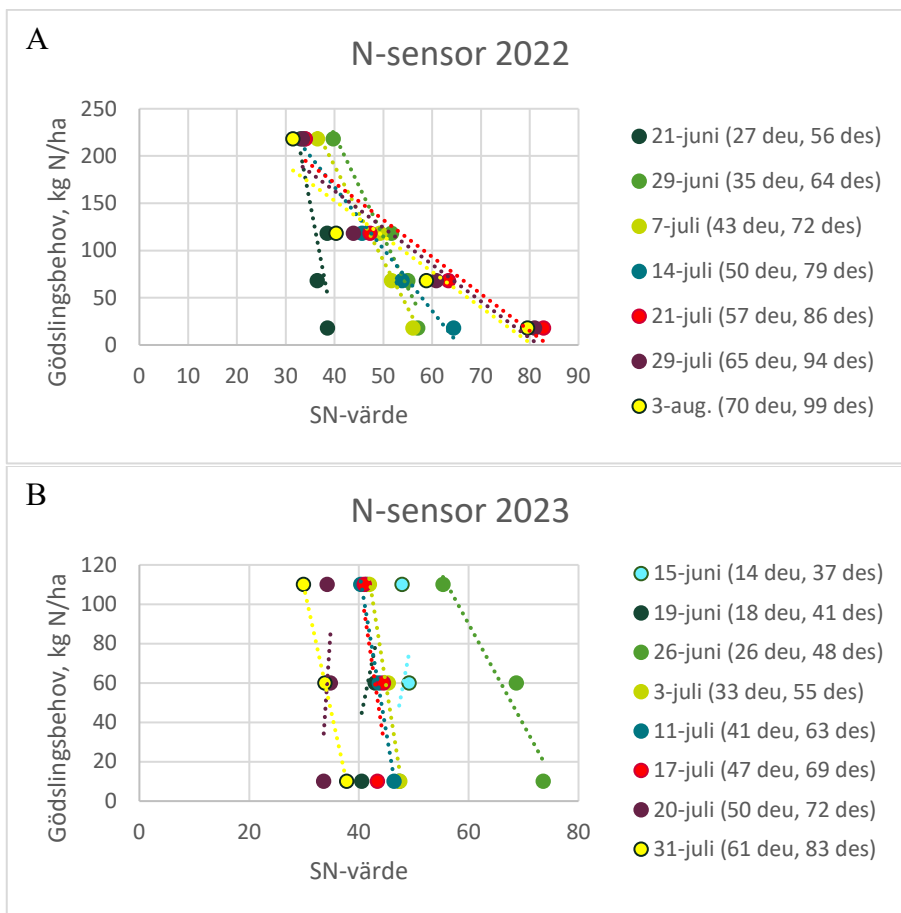 A
N-sensor 2022
Gödslingsbehov, kg N/ha
250
200
150
100
50
0
0 10 20 30 40 50 60 70 80 90
SN-värde
21-juni (27 deu, 56 des)
29-juni (35 deu, 64 des)
7-juli (43 deu, 72 des)
14-juli (50 deu, 79 des)
21-juli (57 deu, 86 des)
29-juli (65 deu, 94 des)
3-aug. (70 deu, 99 des)
B
N-sensor 2023
Gödslingsbehov, kg N/ha
120
100
80
60
40
20
0
0 20 40 60 80
SN-värde
15-juni (14 deu, 37 des)
19-juni (18 deu, 41 des)
26-juni (26 deu, 48 des)
3-juli (33 deu, 55 des)
11-juli (41 deu, 63 des)
17-juli (47 deu, 69 des)
20-juli (50 deu, 72 des)
31-juli (61 deu, 83 des)